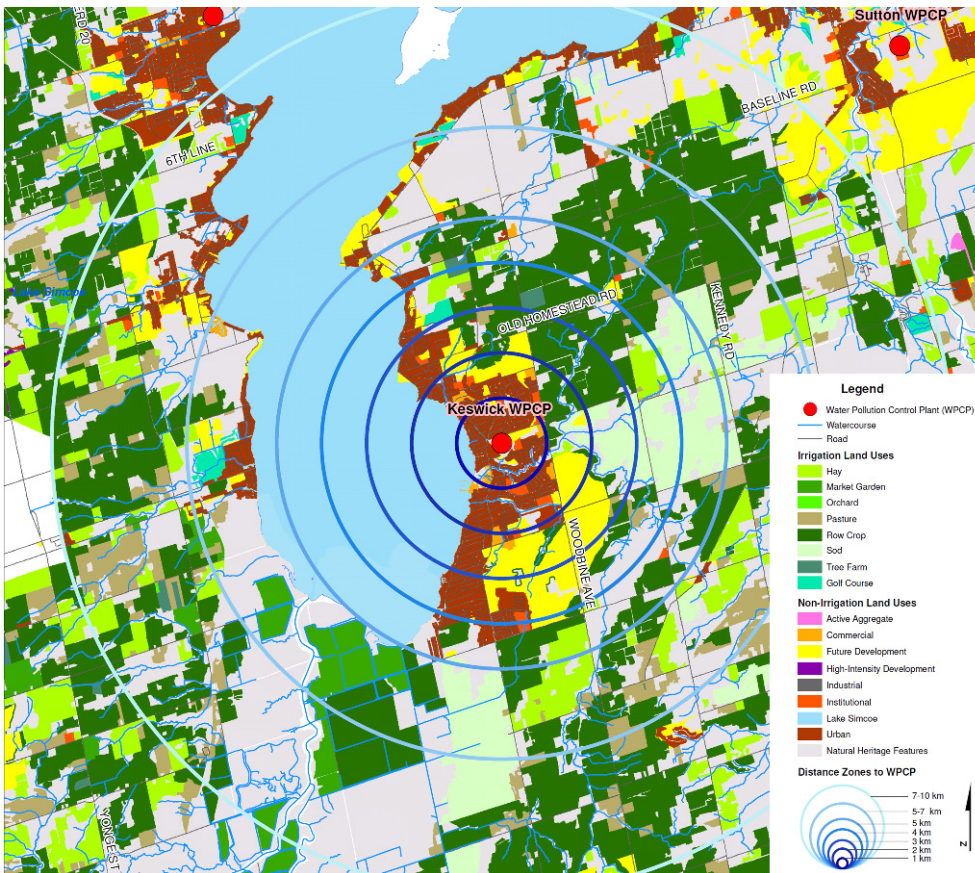 ERD/20
Sutton WPCP
BASELINE RD
6TH LINE
Lake Simcoe
OLD HOMESTEAD RD
KENNEDY RD
Keswick WPCP
WOODBINE AVE
YONGE ST
Legend
Water Pollution Control Plant (WPCP)
Watercourse
Road
Irrigation Land Uses
Hay
Market Garden
Orchard
Pasture
Row Crop
Sod
Tree Farm
Golf Course
Non-Irrigation Land Uses
Active Aggregate
Commercial
Future Development
High-Intensity Development
Industrial
Institutional
Lake Simcoe
Urban
Natural Heritage Features
Distance Zones to WPCP
7-10 km
5-7 km
5 km
4 km
3 km
2 km
1 km
N